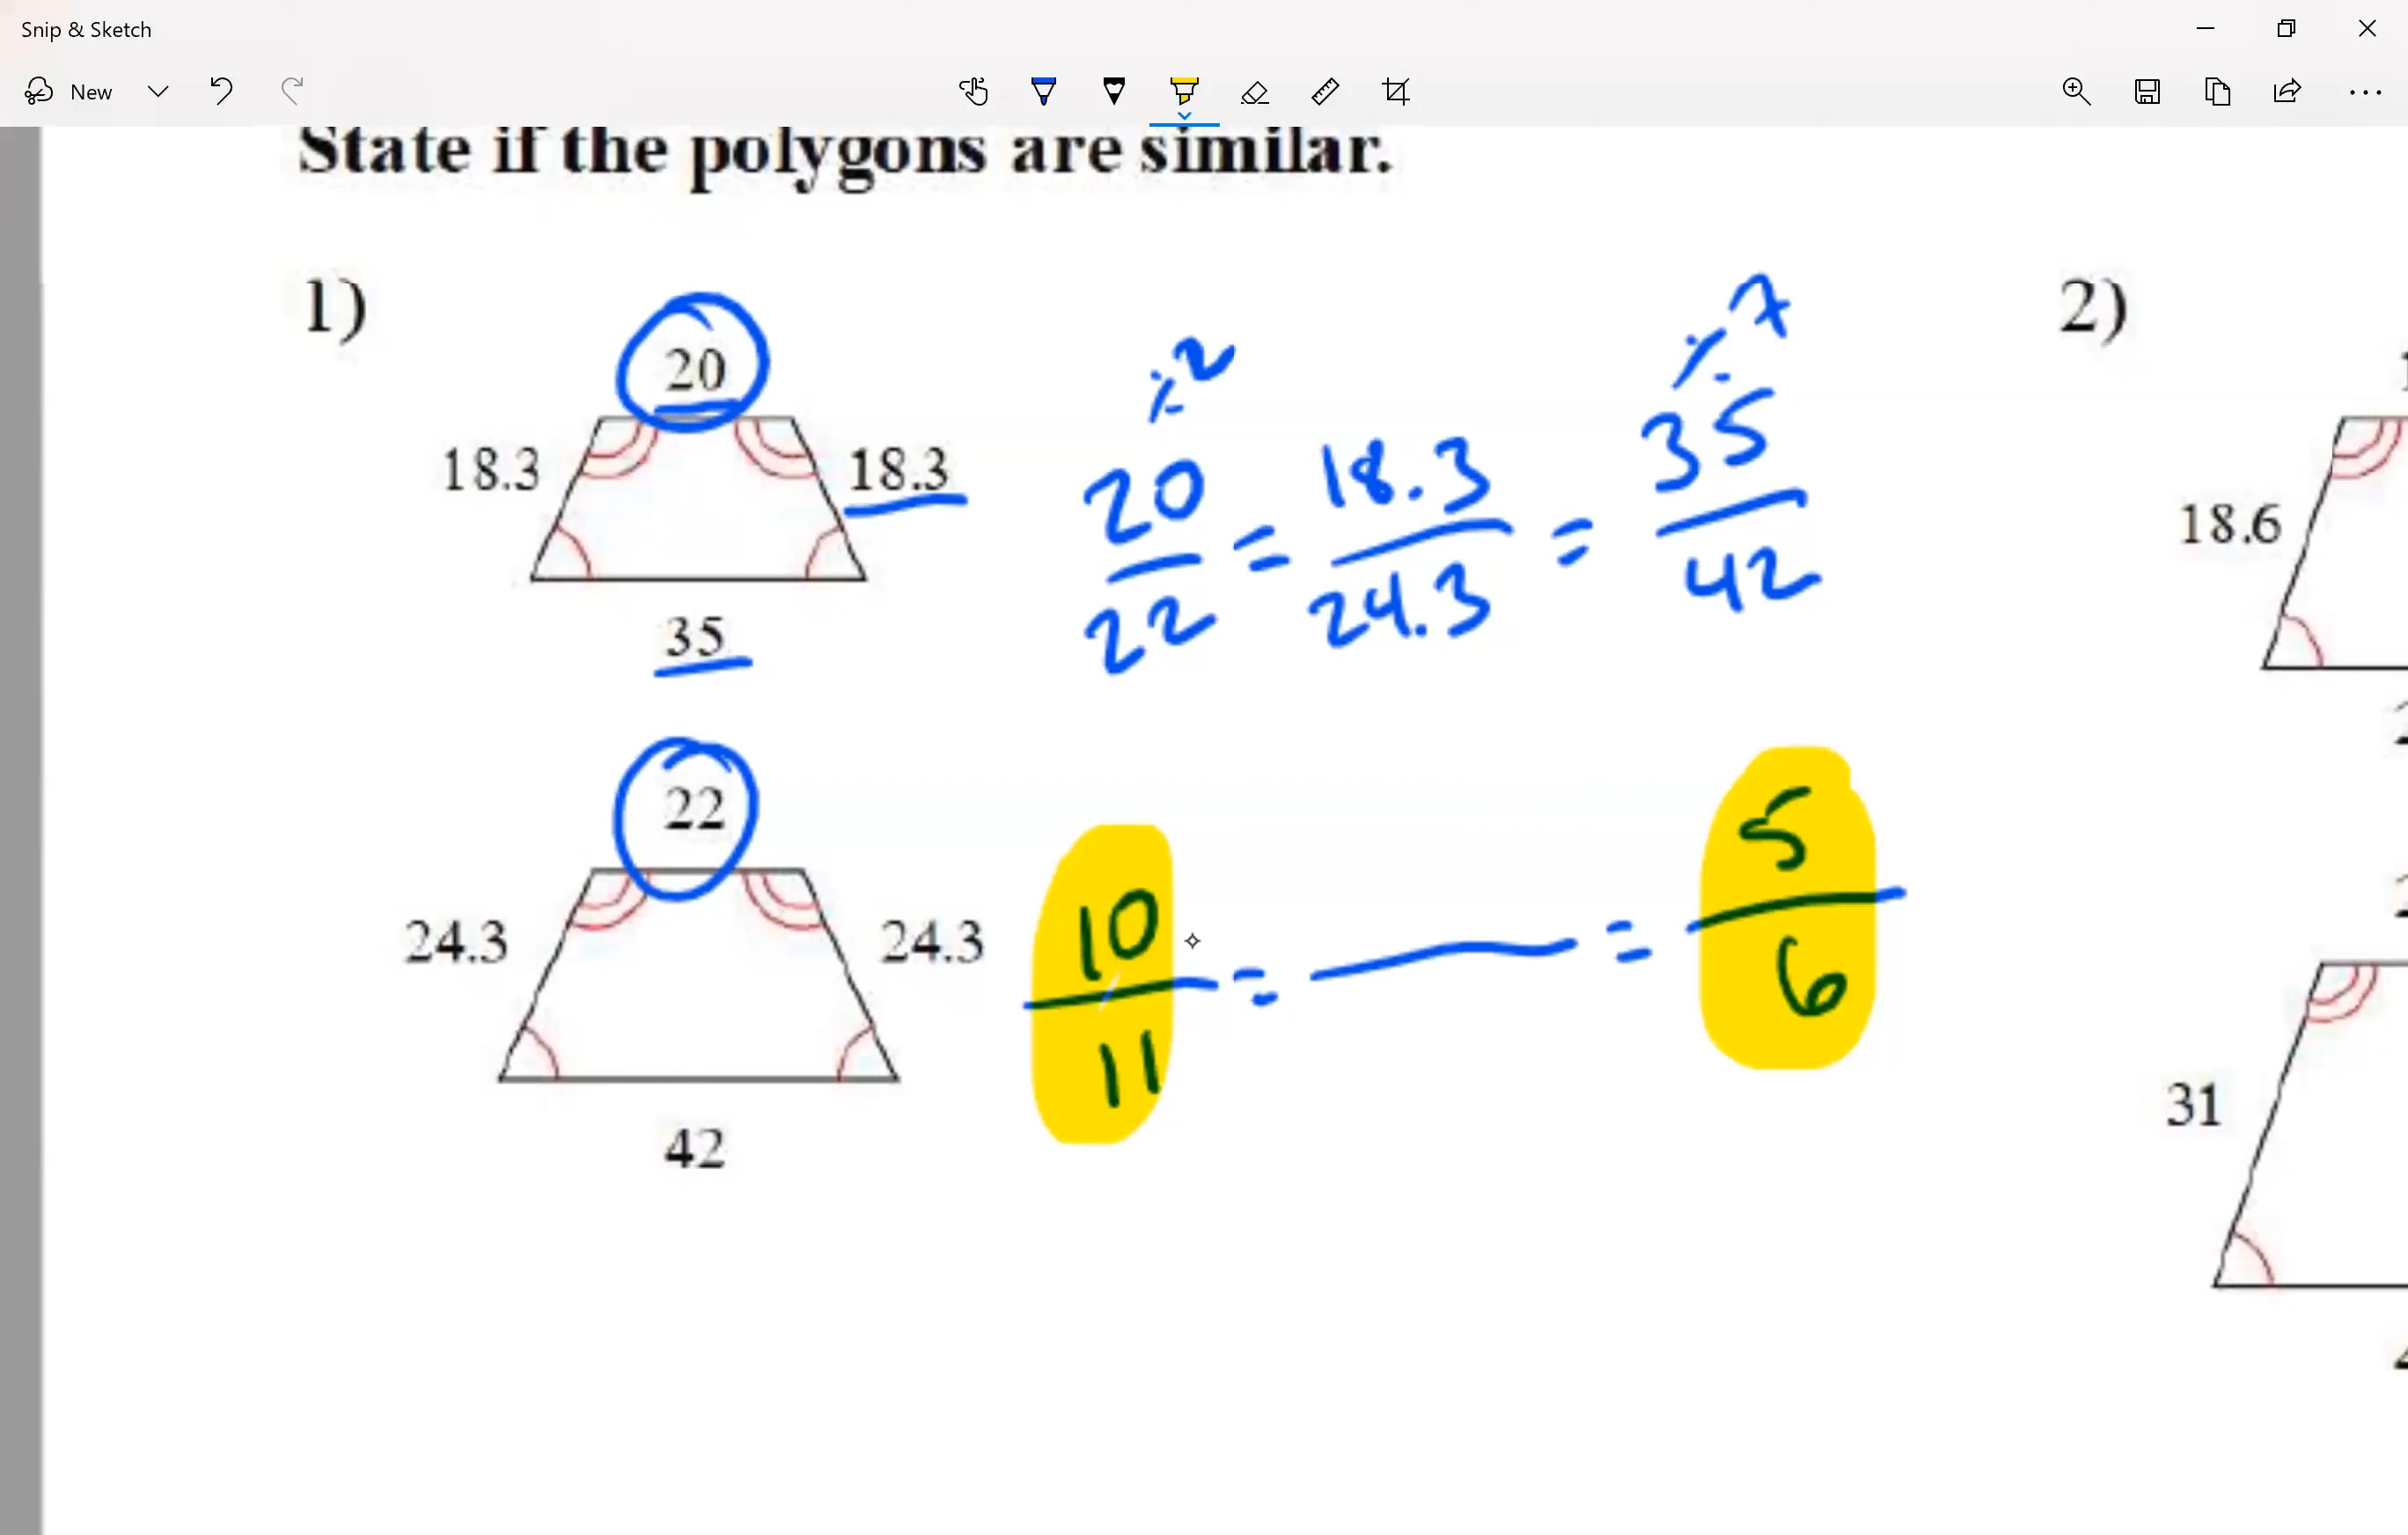 Snip & Sketch
New
State if the polygons are similar.
1)
20
18.3
18.3
35
22
24.3
24.3
42
÷2
÷7
20/22 = 18.3/24.3 = 35/42
10/11 = — = 5/6
2)
18.6
31